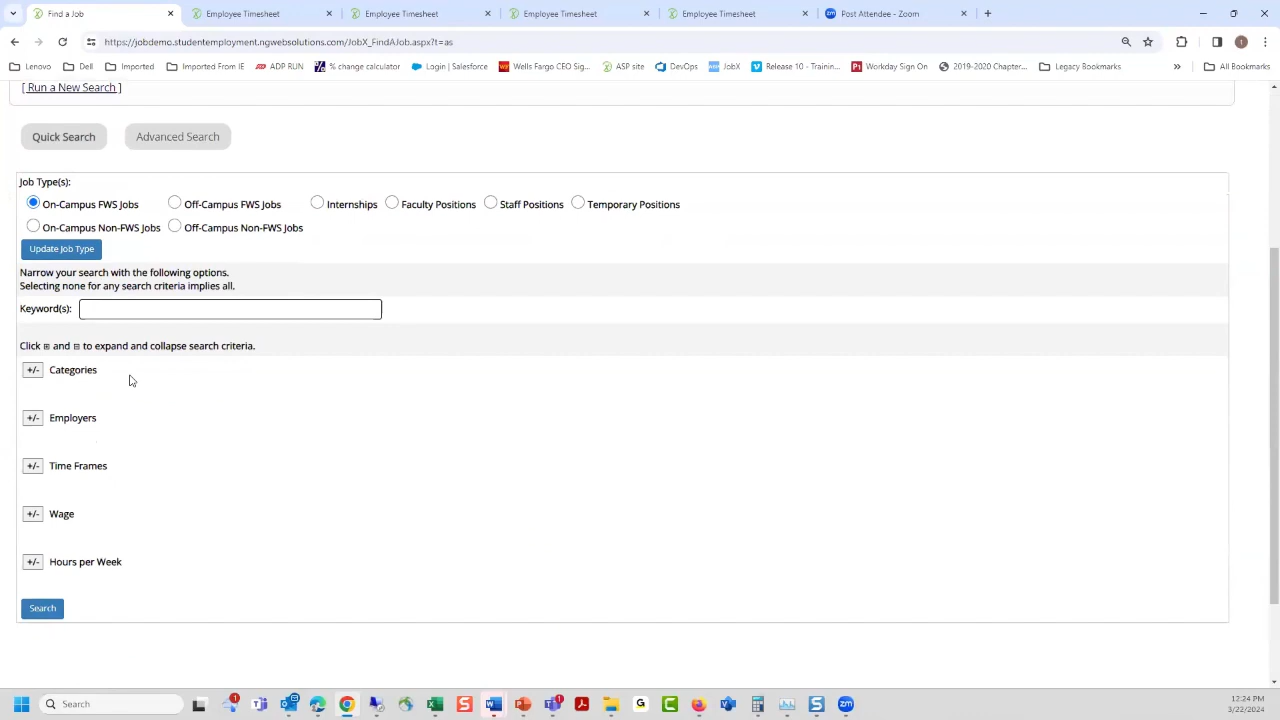 Find a Job
Employee Timesheet
Employee Timesheet
Employee Timesheet
Employee Timesheet
Post Attendee - Zoom
https://jobdemo.studentemployment.ngwebsolutions.com/JobX_FindAJob.aspx?t=as
Lenovo
Dell
Imported
Imported From IE
ADP RUN
% change calculator
Login | Salesforce
Wells Fargo CEO Sig...
ASP site
DevOps
JobX
Release 10 - Trainin...
Workday Sign On
2019-2020 Chapter...
Legacy Bookmarks
»
All Bookmarks
[ Run a New Search ]
Quick Search
Advanced Search
Job Type(s):
On-Campus FWS Jobs
Off-Campus FWS Jobs
Internships
Faculty Positions
Staff Positions
Temporary Positions
On-Campus Non-FWS Jobs
Off-Campus Non-FWS Jobs
Update Job Type
Narrow your search with the following options.
Selecting none for any search criteria implies all.
Keyword(s):
Click ⊞ and ⊟ to expand and collapse search criteria.
+/- Categories
+/- Employers
+/- Time Frames
+/- Wage
+/- Hours per Week
Search
Search
12:24 PM
3/22/2024